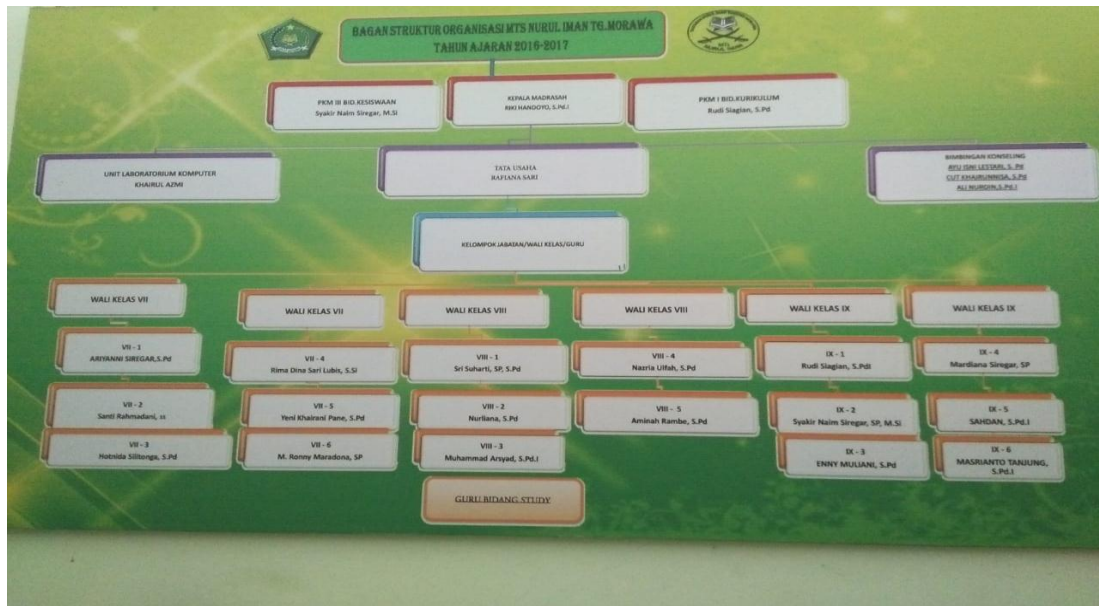 BAGAN STRUKTUR ORGANISASI MTS NURUL IMAN TG.MORAWA
TAHUN AJARAN 2016-2017
PKM III BID.KESISWAAN
Syakir Naim Siregar, M.Si
KEPALA MADRASAH
RIKI HANDOYO, S.Pd.I
PKM I BID.KURIKULUM
Rudi Siagian, S.Pd
UNIT LABORATORIUM KOMPUTER
KHAIRUL AZMI
TATA USAHA
RAFIANA SARI
BIMBINGAN KONSELING
AYU ISNI LESTARI, S. Pd
CUT KHAIRUNNISA, S.Pd
ALI NURDIN,S.Pd.I
KELOMPOK JABATAN/WALI KELAS/GURU
WALI KELAS VII
WALI KELAS VII
WALI KELAS VIII
WALI KELAS VIII
WALI KELAS IX
WALI KELAS IX
VII - 1
ARIYANNI SIREGAR,S.Pd
VII - 4
Rima Dina Sari Lubis, S.Si
VIII - 1
Sri Suharti, SP, S.Pd
VIII - 4
Nazria Ulfah, S.Pd
IX - 1
Rudi Siagian, S.PdI
IX - 4
Mardiana Siregar, SP
VII - 2
Santi Rahmadani,
VII - 5
Yeni Khairani Pane, S.Pd
VIII - 2
Nurliana, S.Pd
VIII - 5
Aminah Rambe, S.Pd
IX - 2
Syakir Naim Siregar, SP, M.Si
IX - 5
SAHDAN, S.Pd.I
VII - 3
Hotnida Silitonga, S.Pd
VII - 6
M. Ronny Maradona, SP
VIII - 3
Muhammad Arsyad, S.Pd.I
IX - 3
ENNY MULIANI, S.Pd
IX - 6
MASRIANTO TANJUNG,
S.Pd.I
GURU BIDANG STUDY